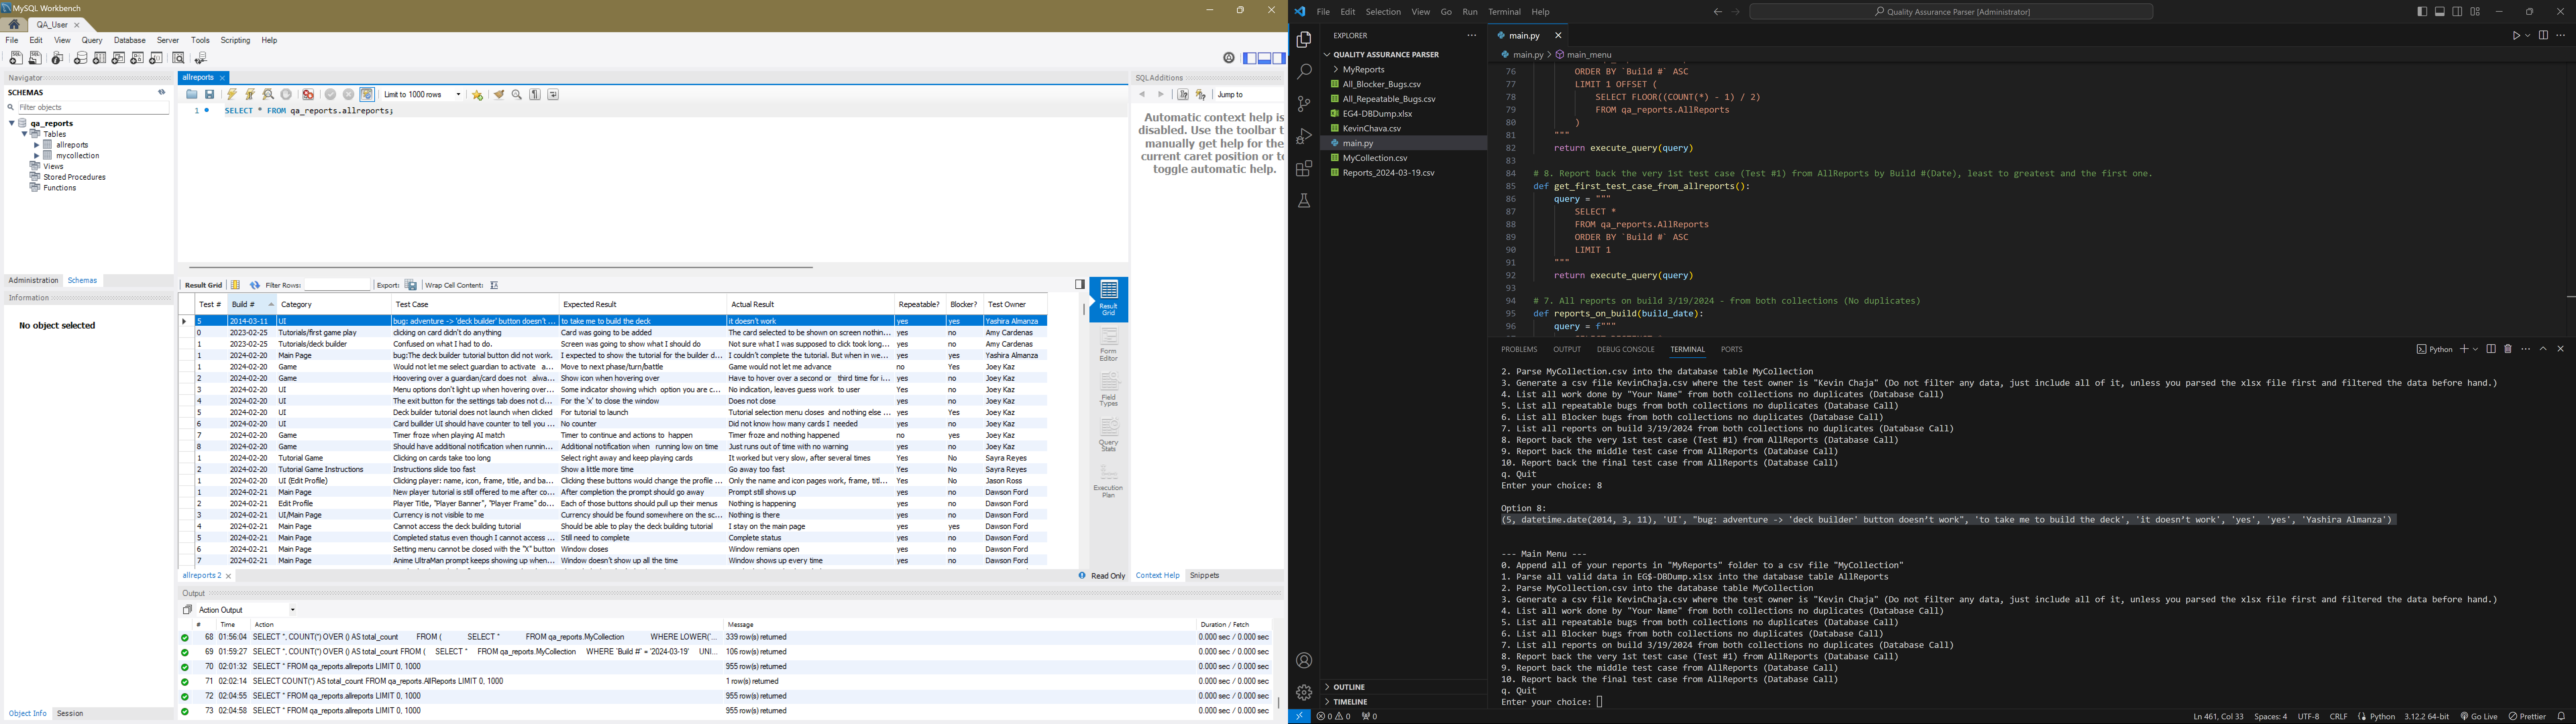 MySQL Workbench
QA_User
File Edit View Query Database Server Tools Scripting Help
Navigator
SCHEMAS
Filter objects
qa_reports
Tables
allreports
mycollection
Views
Stored Procedures
Functions
Administration Schemas
Information
No object selected
Object Info Session
allreports
Limit to 1000 rows
1 SELECT * FROM qa_reports.allreports;
SQLAdditions
Jump to
Automatic context help is
disabled. Use the toolbar t
manually get help for the
current caret position or t
toggle automatic help.
Context Help Snippets
Result Grid Filter Rows: Export: Wrap Cell Content:
Test # Build # Category Test Case Expected Result Actual Result Repeatable? Blocker? Test Owner
5 2014-03-11 UI bug: adventure -> 'deck builder' button doesn't ... to take me to build the deck it doesn't work yes yes Yashira Almanza
0 2023-02-25 Tutorials/first game play clicking on card didn't do anything Card was going to be added The card selected to be shown on screen nothin... yes no Amy Cardenas
1 2023-02-25 Tutorials/deck builder Confused on what I had to do. Screen was going to show what I should do Not sure what I was supposed to click took long... yes no Amy Cardenas
1 2024-02-20 Main Page bug:The deck builder tutorial button did not work. I expected to show the tutorial for the builder d... I couldn't complete the tutorial. But when in we... yes yes Yashira Almanza
1 2024-02-20 Game Would not let me select guardian to activate a... Move to next phase/turn/battle Game would not let me advance no Yes Joey Kaz
2 2024-02-20 Game Hoovering over a guardian/card does not alwa... Show icon when hovering over Have to hover over a second or third time for i... yes no Joey Kaz
3 2024-02-20 UI Menu options don't light up when hovering over... Some indicator showing which option you are c... No indication, leaves guess work to user yes no Joey Kaz
4 2024-02-20 UI The exit button for the settings tab does not cl... For the 'x' to close the window Does not close yes no Joey Kaz
5 2024-02-20 UI Deck builder tutorial does not launch when clicked For tutorial to launch Tutorial selection menu closes and nothing else ... yes Yes Joey Kaz
6 2024-02-20 UI Card buillder UI should have counter to tell you ... No counter Did not know how many cards I needed yes no Joey Kaz
7 2024-02-20 Game Timer froze when playing AI match Timer to continue and actions to happen Timer froze and nothing happened no yes Joey Kaz
8 2024-02-20 Game Should have additional notification when runnin... Additional notification when running low on time Just runs out of time with no warning yes no Joey Kaz
1 2024-02-20 Tutorial Game Clicking on cards take too long Select right away and keep playing cards It worked but very slow, after several times Yes No Sayra Reyes
2 2024-02-20 Tutorial Game Instructions Instructions slide too fast Show a little more time Go away too fast Yes No Sayra Reyes
1 2024-02-20 UI (Edit Profile) Clicking player: name, icon, frame, title, and ba... Clicking these buttons would change the profile ... Only the name and icon pages work, frame, titl... Yes No Jason Ross
1 2024-02-21 Main Page New player tutorial is still offered to me after co... After completion the prompt should go away Prompt still shows up yes no Dawson Ford
2 2024-02-21 Edit Profile Player Title, "Player Banner", "Player Frame" do... Each of those buttons should pull up their menus Nothing is happening yes no Dawson Ford
3 2024-02-21 UI/Main Page Currency is not visible to me Currency should be found somewhere on the sc... Nothing is there yes no Dawson Ford
4 2024-02-21 Main Page Cannot access the deck building tutorial Should be able to play the deck building tutorial I stay on the main page yes yes Dawson Ford
5 2024-02-21 Main Page Completed status even though I cannot access ... Still need to complete Complete status yes no Dawson Ford
6 2024-02-21 Main Page Setting menu cannot be closed with the "X" button Window closes Window remians open yes no Dawson Ford
7 2024-02-21 Main Page Anime UltraMan prompt keeps showing up when... Window doesn't show up all the time Window shows up every time yes no Dawson Ford
Result Grid
Form Editor
Field Types
Query Stats
Execution Plan
allreports 2 Read Only
Output
Action Output
# Time Action Message Duration / Fetch
68 01:56:04 SELECT *, COUNT(*) OVER () AS total_count FROM ( SELECT * FROM qa_reports.MyCollection WHERE LOWER(`... 339 row(s) returned 0.000 sec / 0.000 sec
69 01:59:27 SELECT *, COUNT(*) OVER () AS total_count FROM ( SELECT * FROM qa_reports.MyCollection WHERE `Build #` = '2024-03-19' UNI... 106 row(s) returned 0.000 sec / 0.000 sec
70 02:01:32 SELECT * FROM qa_reports.allreports LIMIT 0, 1000 955 row(s) returned 0.000 sec / 0.000 sec
71 02:02:14 SELECT COUNT(*) AS total_count FROM qa_reports.AllReports LIMIT 0, 1000 1 row(s) returned 0.000 sec / 0.000 sec
72 02:04:55 SELECT * FROM qa_reports.allreports LIMIT 0, 1000 955 row(s) returned 0.000 sec / 0.000 sec
73 02:04:58 SELECT * FROM qa_reports.allreports LIMIT 0, 1000 955 row(s) returned 0.000 sec / 0.000 sec
File Edit Selection View Go Run Terminal Help
Quality Assurance Parser [Administrator]
EXPLORER
QUALITY ASSURANCE PARSER
MyReports
All_Blocker_Bugs.csv
All_Repeatable_Bugs.csv
EG4-DBDump.xlsx
KevinChava.csv
main.py
MyCollection.csv
Reports_2024-03-19.csv
OUTLINE
TIMELINE
main.py
main.py > main_menu
76 ORDER BY `Build #` ASC
77 LIMIT 1 OFFSET (
78 SELECT FLOOR((COUNT(*) - 1) / 2)
79 FROM qa_reports.AllReports
80 )
81 """
82 return execute_query(query)
83
84 # 8. Report back the very 1st test case (Test #1) from AllReports by Build #(Date), least to greatest and the first one.
85 def get_first_test_case_from_allreports():
86 query = """
87 SELECT *
88 FROM qa_reports.AllReports
89 ORDER BY `Build #` ASC
90 LIMIT 1
91 """
92 return execute_query(query)
93
94 # 7. All reports on build 3/19/2024 - from both collections (No duplicates)
95 def reports_on_build(build_date):
96 query = f"""
PROBLEMS OUTPUT DEBUG CONSOLE TERMINAL PORTS
Python
2. Parse MyCollection.csv into the database table MyCollection
3. Generate a csv file KevinChaja.csv where the test owner is "Kevin Chaja" (Do not filter any data, just include all of it, unless you parsed the xlsx file first and filtered the data before hand.)
4. List all work done by "Your Name" from both collections no duplicates (Database Call)
5. List all repeatable bugs from both collections no duplicates (Database Call)
6. List all Blocker bugs from both collections no duplicates (Database Call)
7. List all reports on build 3/19/2024 from both collections no duplicates (Database Call)
8. Report back the very 1st test case (Test #1) from AllReports (Database Call)
9. Report back the middle test case from AllReports (Database Call)
10. Report back the final test case from AllReports (Database Call)
q. Quit
Enter your choice: 8
Option 8:
(5, datetime.date(2014, 3, 11), 'UI', "bug: adventure -> 'deck builder' button doesn’t work", 'to take me to build the deck', 'it doesn’t work', 'yes', 'yes', 'Yashira Almanza')
--- Main Menu ---
0. Append all of your reports in "MyReports" folder to a csv file "MyCollection"
1. Parse all valid data in EG$-DBDump.xlsx into the database table AllReports
2. Parse MyCollection.csv into the database table MyCollection
3. Generate a csv file KevinChaja.csv where the test owner is "Kevin Chaja" (Do not filter any data, just include all of it, unless you parsed the xlsx file first and filtered the data before hand.)
4. List all work done by "Your Name" from both collections no duplicates (Database Call)
5. List all repeatable bugs from both collections no duplicates (Database Call)
6. List all Blocker bugs from both collections no duplicates (Database Call)
7. List all reports on build 3/19/2024 from both collections no duplicates (Database Call)
8. Report back the very 1st test case (Test #1) from AllReports (Database Call)
9. Report back the middle test case from AllReports (Database Call)
10. Report back the final test case from AllReports (Database Call)
q. Quit
Enter your choice:
0 0 0 Ln 461, Col 33 Spaces: 4 UTF-8 CRLF Python 3.12.2 64-bit Go Live Prettier